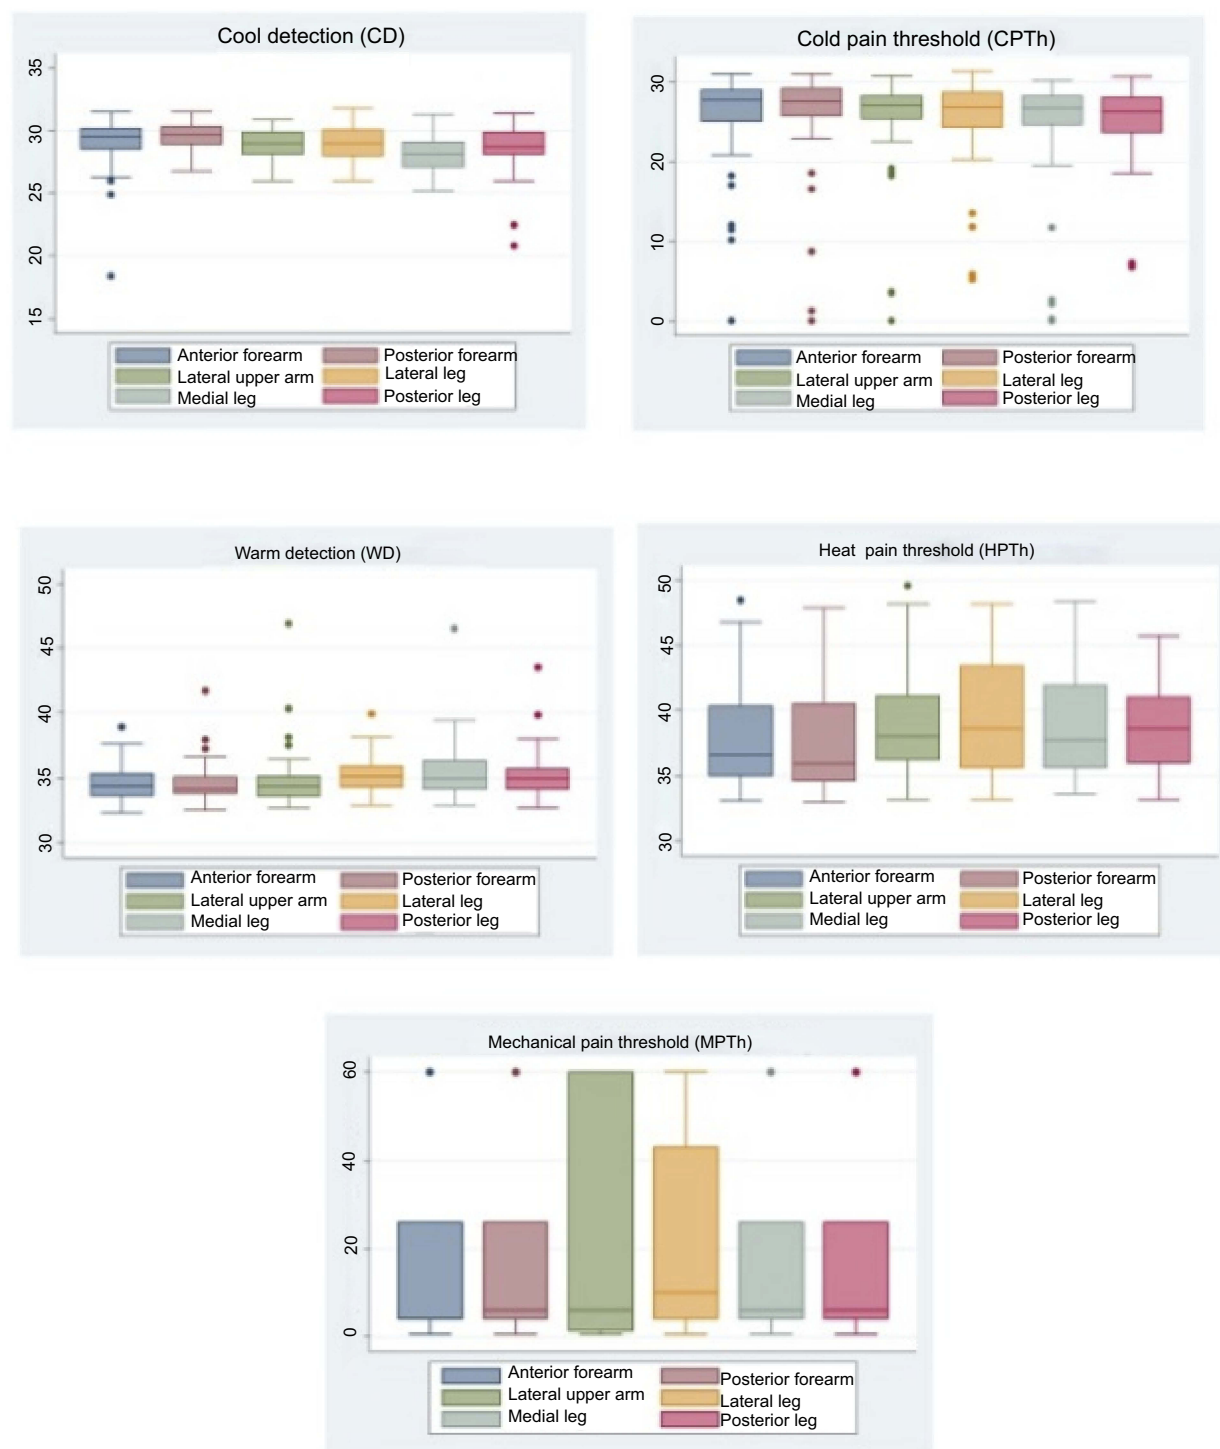 Cool detection (CD)
35
30
25
20
15
Anterior forearm Posterior forearm
Lateral upper arm Lateral leg
Medial leg Posterior leg
Cold pain threshold (CPTh)
30
20
10
0
Anterior forearm Posterior forearm
Lateral upper arm Lateral leg
Medial leg Posterior leg
Warm detection (WD)
50
45
40
35
30
Anterior forearm Posterior forearm
Lateral upper arm Lateral leg
Medial leg Posterior leg
Heat pain threshold (HPTh)
50
45
40
35
30
Anterior forearm Posterior forearm
Lateral upper arm Lateral leg
Medial leg Posterior leg
Mechanical pain threshold (MPTh)
60
40
20
0
Anterior forearm Posterior forearm
Lateral upper arm Lateral leg
Medial leg Posterior leg